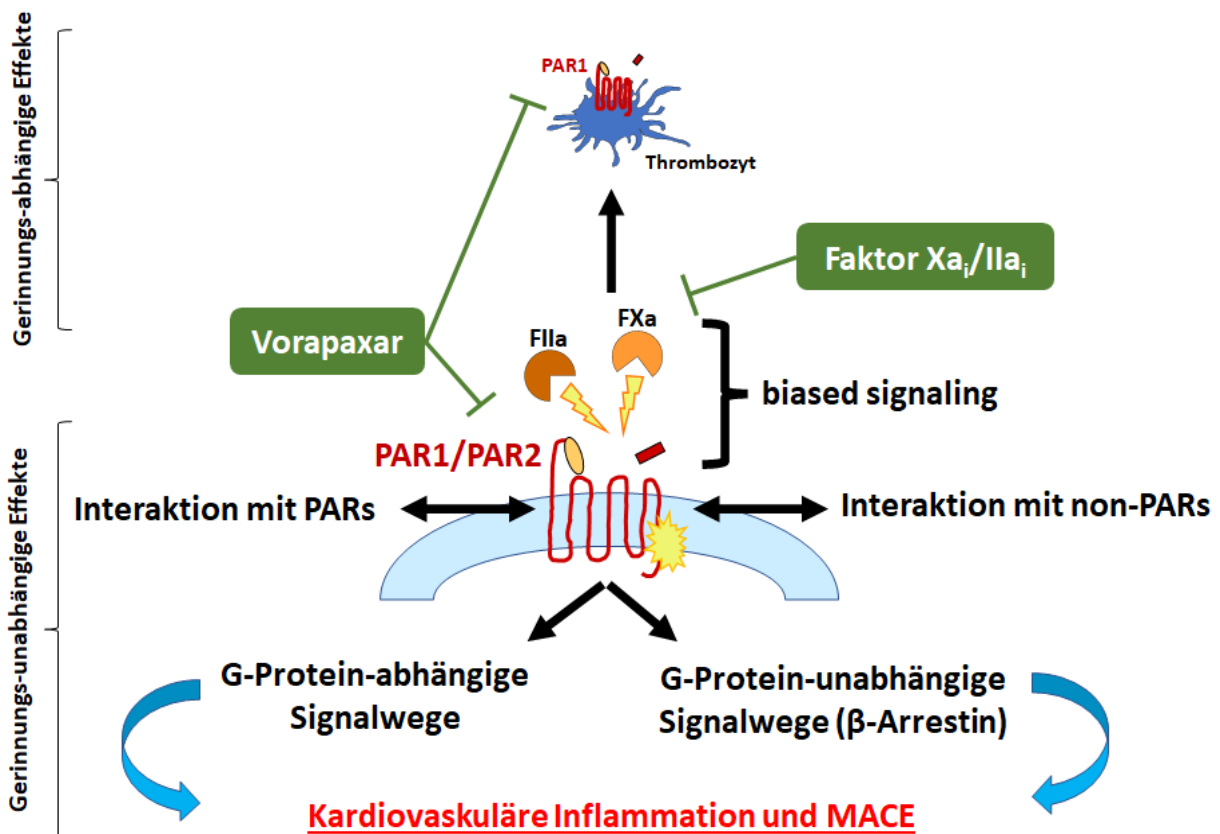 Gerinnungs-abhängige Effekte
PAR1
Thrombozyt
Faktor Xai/IIai
Vorapaxar
FIIa
FXa
biased signaling
Gerinnungs-unabhängige Effekte
PAR1/PAR2
Interaktion mit PARs
Interaktion mit non-PARs
G-Protein-abhängige
Signalwege
G-Protein-unabhängige
Signalwege (β-Arrestin)
Kardiovaskuläre Inflammation und MACE